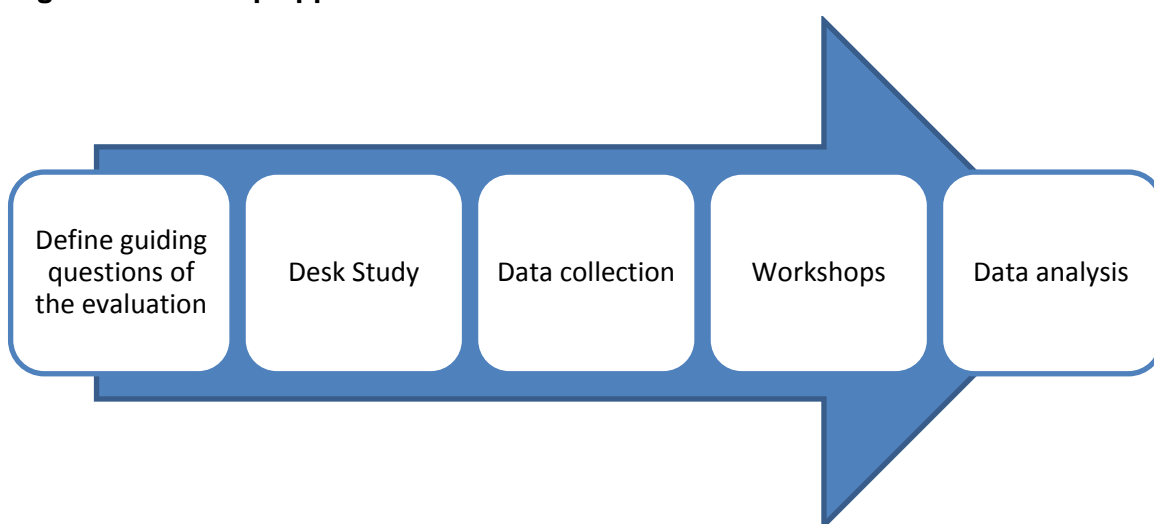 Define guiding
questions of
the evaluation
Desk Study
Data collection
Workshops
Data analysis